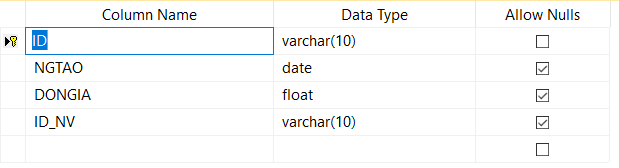 Column Name Data Type Allow Nulls
ID varchar(10)
NGTAO date
DONGIA float
ID_NV varchar(10)